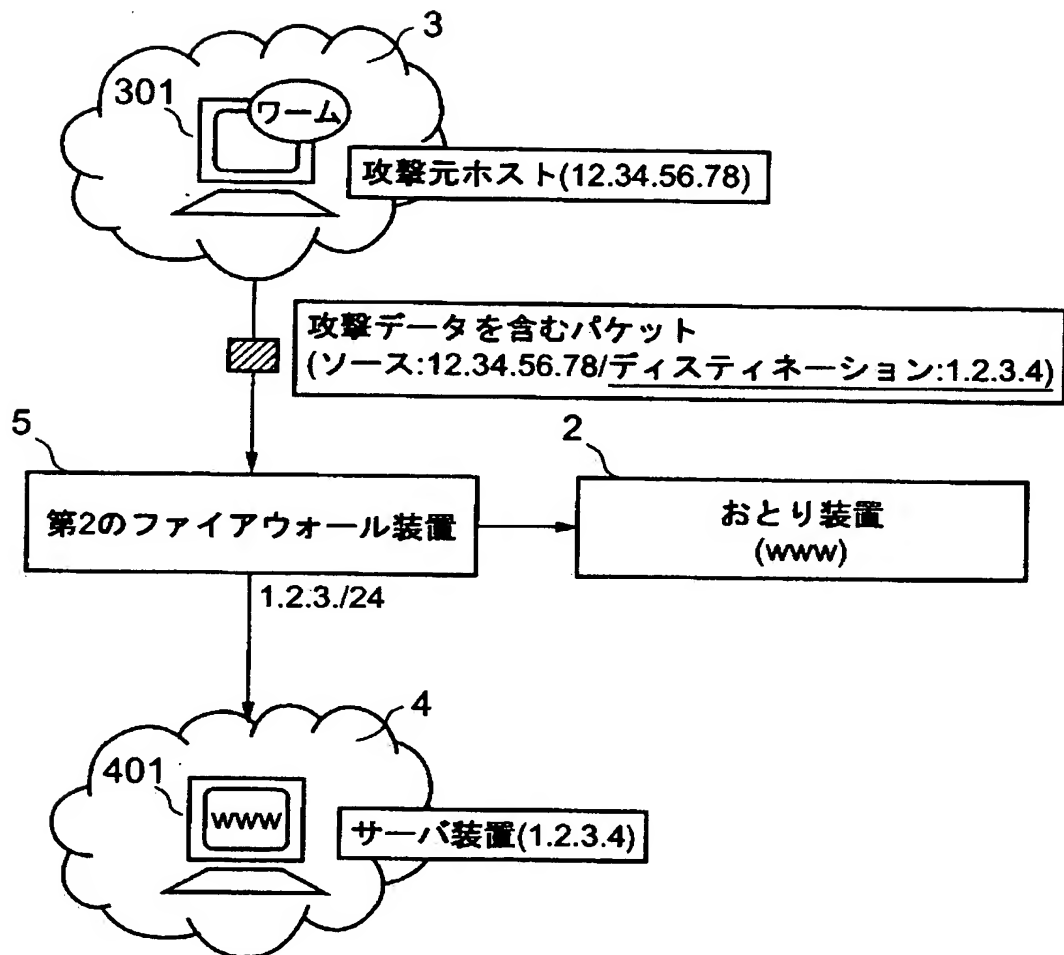 3
301
ワーム
攻撃元ホスト(12.34.56.78)
攻撃データを含むパケット
(ソース:12.34.56.78/ディスティネーション:1.2.3.4)
5
2
第2のファイアウォール装置
おとり装置
(www)
1.2.3./24
4
401
www
サーバ装置(1.2.3.4)